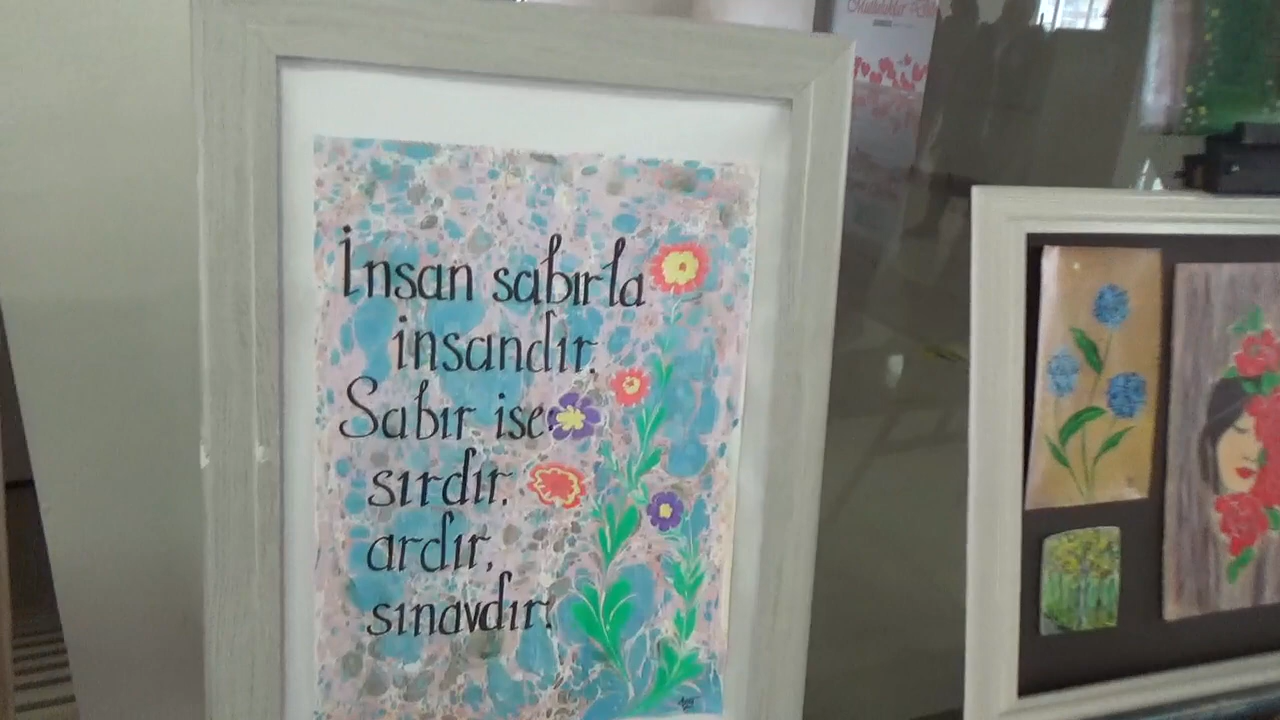 İnsan sabırla
insandır.
Sabır ise
sırdır.
ardır,
sınavdır.